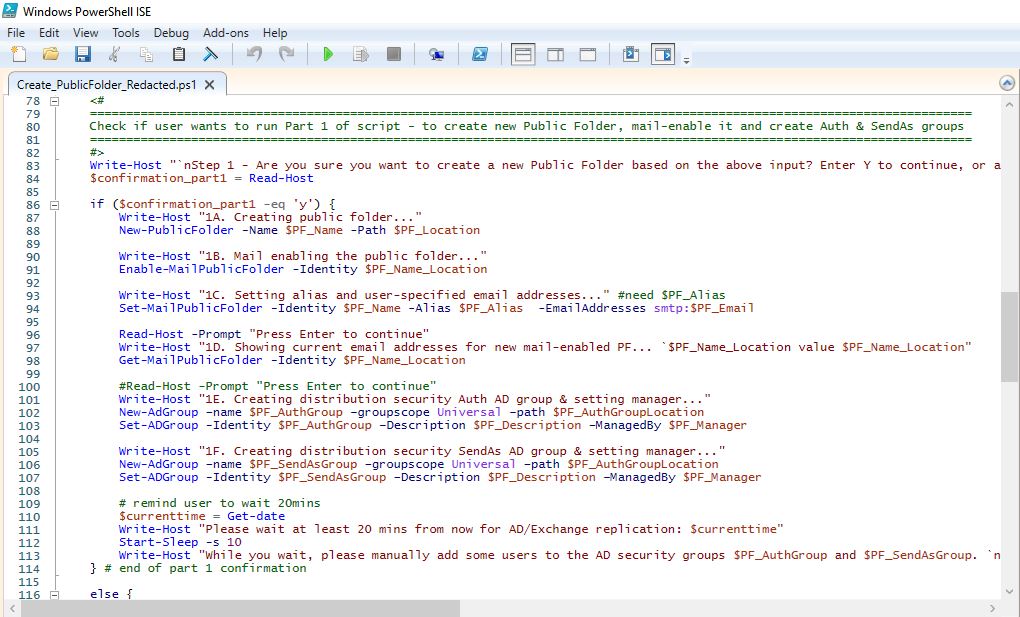 Windows PowerShell ISE
File Edit View Tools Debug Add-ons Help
Create_PublicFolder_Redacted.ps1
78 <#
79 ==========================================================================================================================
80 Check if user wants to run Part 1 of script - to create new Public Folder, mail-enable it and create Auth & SendAs groups
81 ==========================================================================================================================
82 #>
83 Write-Host "`nStep 1 - Are you sure you want to create a new Public Folder based on the above input? Enter Y to continue, or a
84 $confirmation_part1 = Read-Host
85
86 if ($confirmation_part1 -eq 'y') {
87 Write-Host "1A. Creating public folder..."
88 New-PublicFolder -Name $PF_Name -Path $PF_Location
89
90 Write-Host "1B. Mail enabling the public folder..."
91 Enable-MailPublicFolder -Identity $PF_Name_Location
92
93 Write-Host "1C. Setting alias and user-specified email addresses..." #need $PF_Alias
94 Set-MailPublicFolder -Identity $PF_Name -Alias $PF_Alias  -EmailAddresses smtp:$PF_Email
95
96 Read-Host -Prompt "Press Enter to continue"
97 Write-Host "1D. Showing current email addresses for new mail-enabled PF... `$PF_Name_Location value $PF_Name_Location"
98 Get-MailPublicFolder -Identity $PF_Name_Location
99
100 #Read-Host -Prompt "Press Enter to continue"
101 Write-Host "1E. Creating distribution security Auth AD group & setting manager..."
102 New-AdGroup -name $PF_AuthGroup -groupscope Universal -path $PF_AuthGroupLocation
103 Set-ADGroup -Identity $PF_AuthGroup -Description $PF_Description -ManagedBy $PF_Manager
104
105 Write-Host "1F. Creating distribution security SendAs AD group & setting manager..."
106 New-AdGroup -name $PF_SendAsGroup -groupscope Universal -path $PF_AuthGroupLocation
107 Set-ADGroup -Identity $PF_SendAsGroup -Description $PF_Description -ManagedBy $PF_Manager
108
109 # remind user to wait 20mins
110 $currenttime = Get-date
111 Write-Host "Please wait at least 20 mins from now for AD/Exchange replication: $currenttime"
112 Start-Sleep -s 10
113 Write-Host "While you wait, please manually add some users to the AD security groups $PF_AuthGroup and $PF_SendAsGroup. `n
114 } # end of part 1 confirmation
115
116 else {